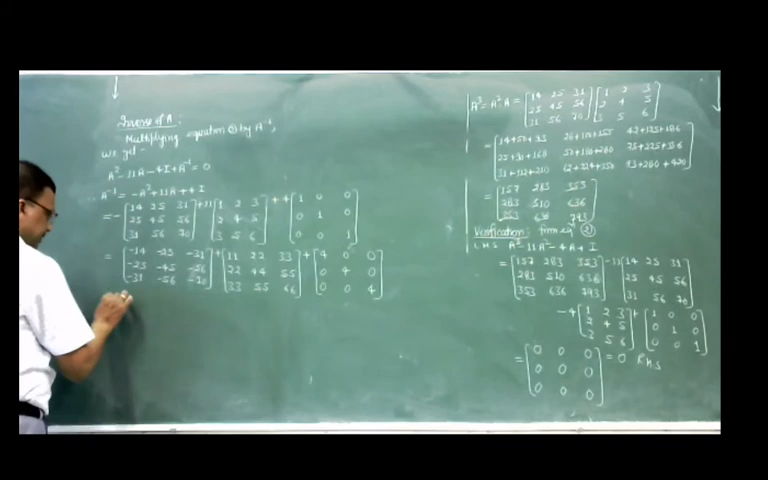 Inverse of A:
Multiplying equation ② by A⁻¹,
We get -
A² - 11A - 4I + A⁻¹ = 0
∴ A⁻¹ = -A² + 11A + 4I
= - [14 25 31] + 11 [1 2 3] + 4 [1 0 0]
[25 45 56] [2 4 5] [0 1 0]
[31 56 70] [3 5 6] [0 0 1]
= [-14 -25 -31] + [11 22 33] + [4 0 0]
[-25 -45 -56] [22 44 55] [0 4 0]
[-31 -56 -70] [33 55 66] [0 0 4]
A³ = A²·A = [14 25 31] [1 2 3]
[25 45 56] [2 4 5]
[31 56 70] [3 5 6]
= [14+50+93 28+100+155 42+125+186]
[25+90+168 50+180+280 75+225+336]
[31+112+210 62+224+350 93+280+420]
= [157 283 353]
[283 510 636]
[353 636 793]
Verification: from eqⁿ ②
L.H.S A³ - 11A² - 4A + I
= [157 283 353] - 11 [14 25 31]
[283 510 636] [25 45 56]
[353 636 793] [31 56 70]
-4 [1 2 3] + [1 0 0]
[2 4 5] [0 1 0]
[3 5 6] [0 0 1]
= [0 0 0] = 0 R.H.S
[0 0 0]
[0 0 0]